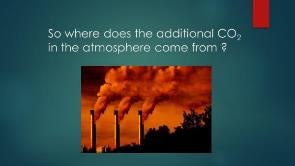 So where does the additional CO₂
in the atmosphere come from ?